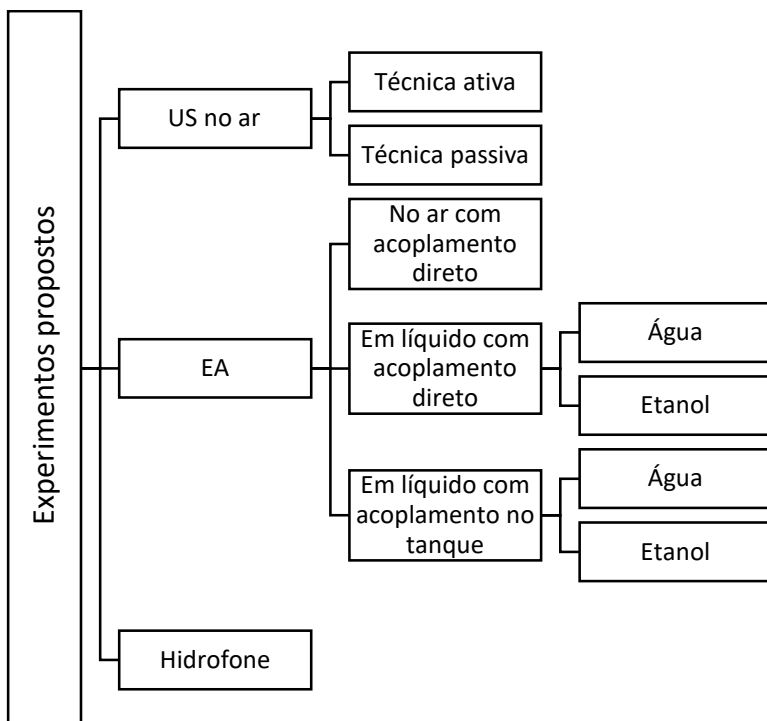 Experimentos propostos
US no ar
Técnica ativa
Técnica passiva
EA
No ar com
acoplamento
direto
Em líquido com
acoplamento
direto
Água
Etanol
Em líquido com
acoplamento no
tanque
Água
Etanol
Hidrofone